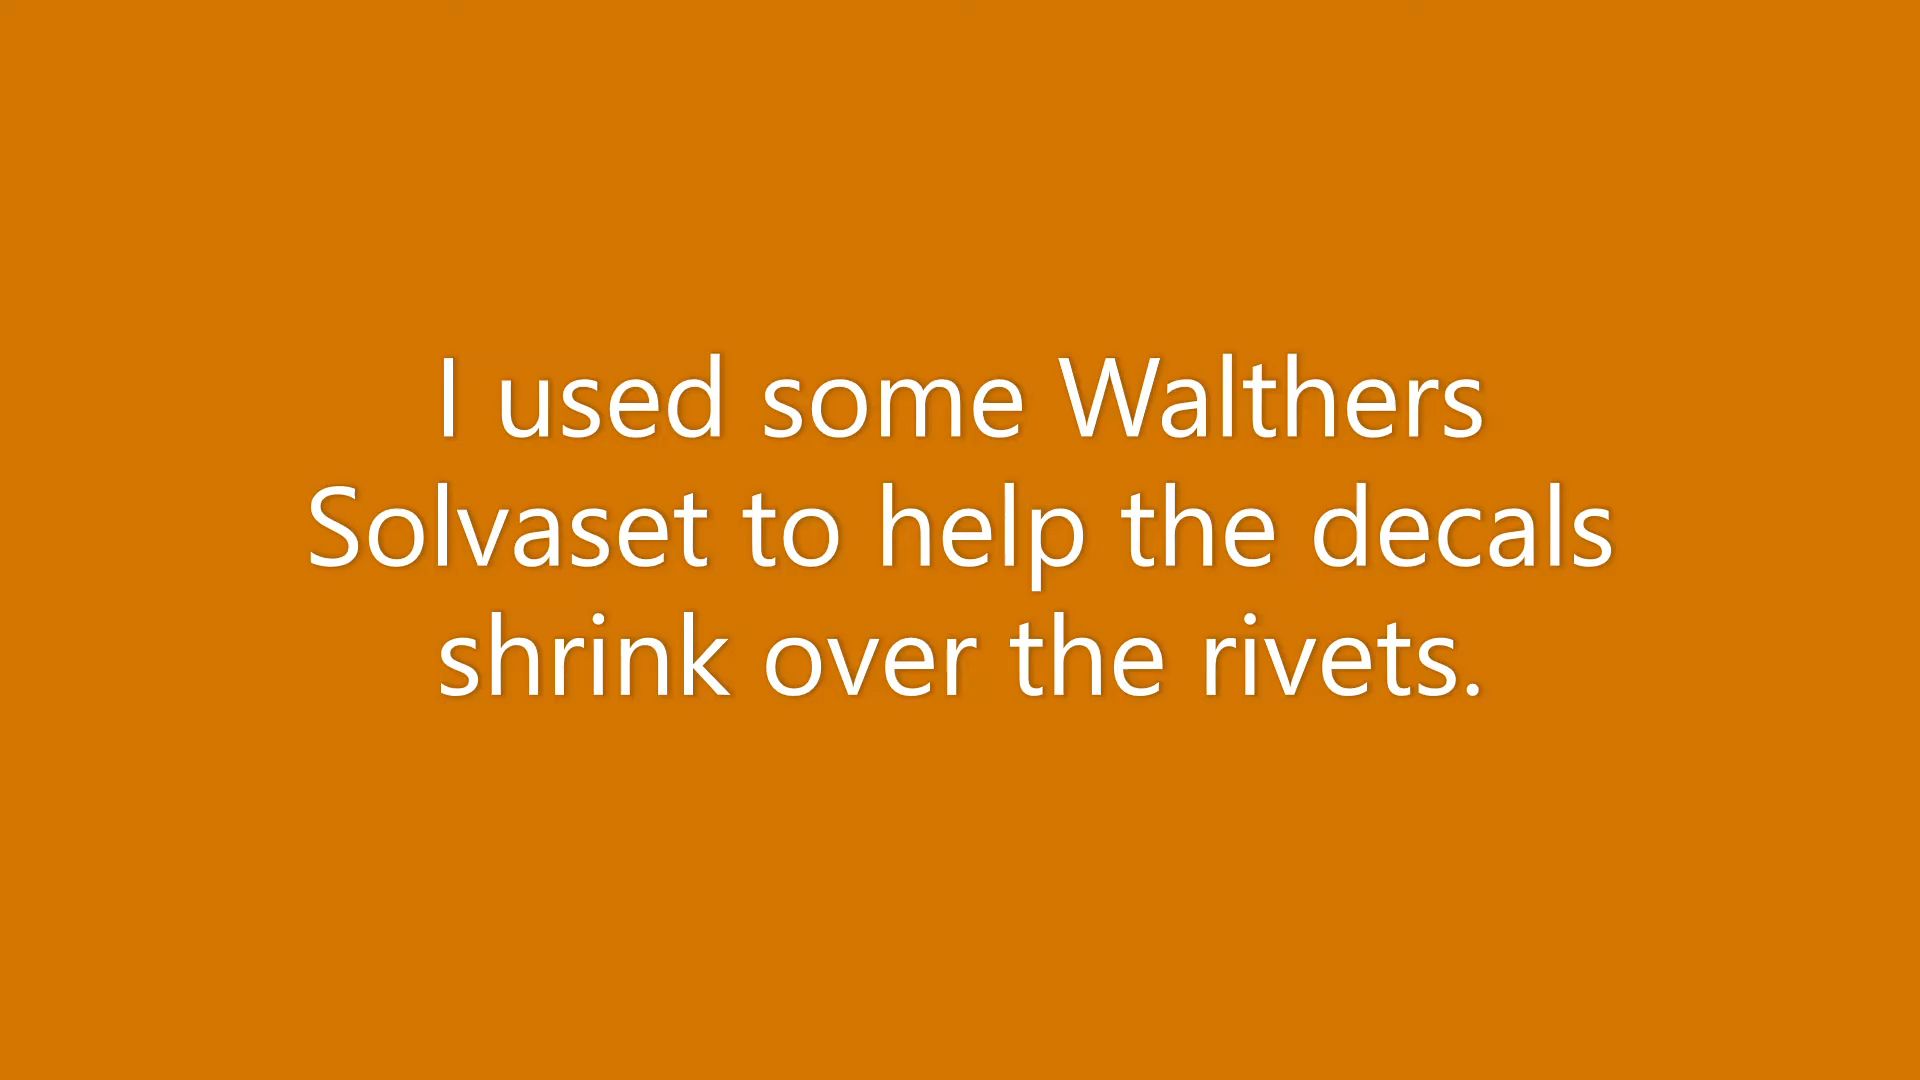 I used some Walthers
Solvaset to help the decals
shrink over the rivets.